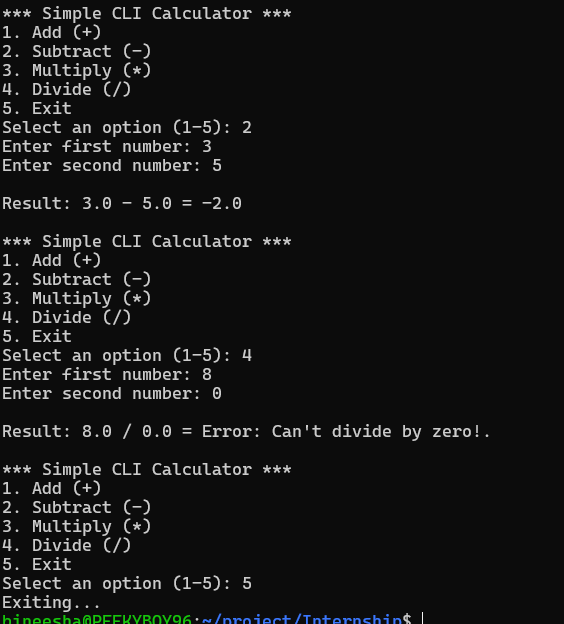 *** Simple CLI Calculator ***
1. Add (+)
2. Subtract (-)
3. Multiply (*)
4. Divide (/)
5. Exit
Select an option (1-5): 2
Enter first number: 3
Enter second number: 5
Result: 3.0 - 5.0 = -2.0
*** Simple CLI Calculator ***
1. Add (+)
2. Subtract (-)
3. Multiply (*)
4. Divide (/)
5. Exit
Select an option (1-5): 4
Enter first number: 8
Enter second number: 0
Result: 8.0 / 0.0 = Error: Can't divide by zero!.
*** Simple CLI Calculator ***
1. Add (+)
2. Subtract (-)
3. Multiply (*)
4. Divide (/)
5. Exit
Select an option (1-5): 5
Exiting...
bineesha@PEEKYBOY96:~/project/Internship$